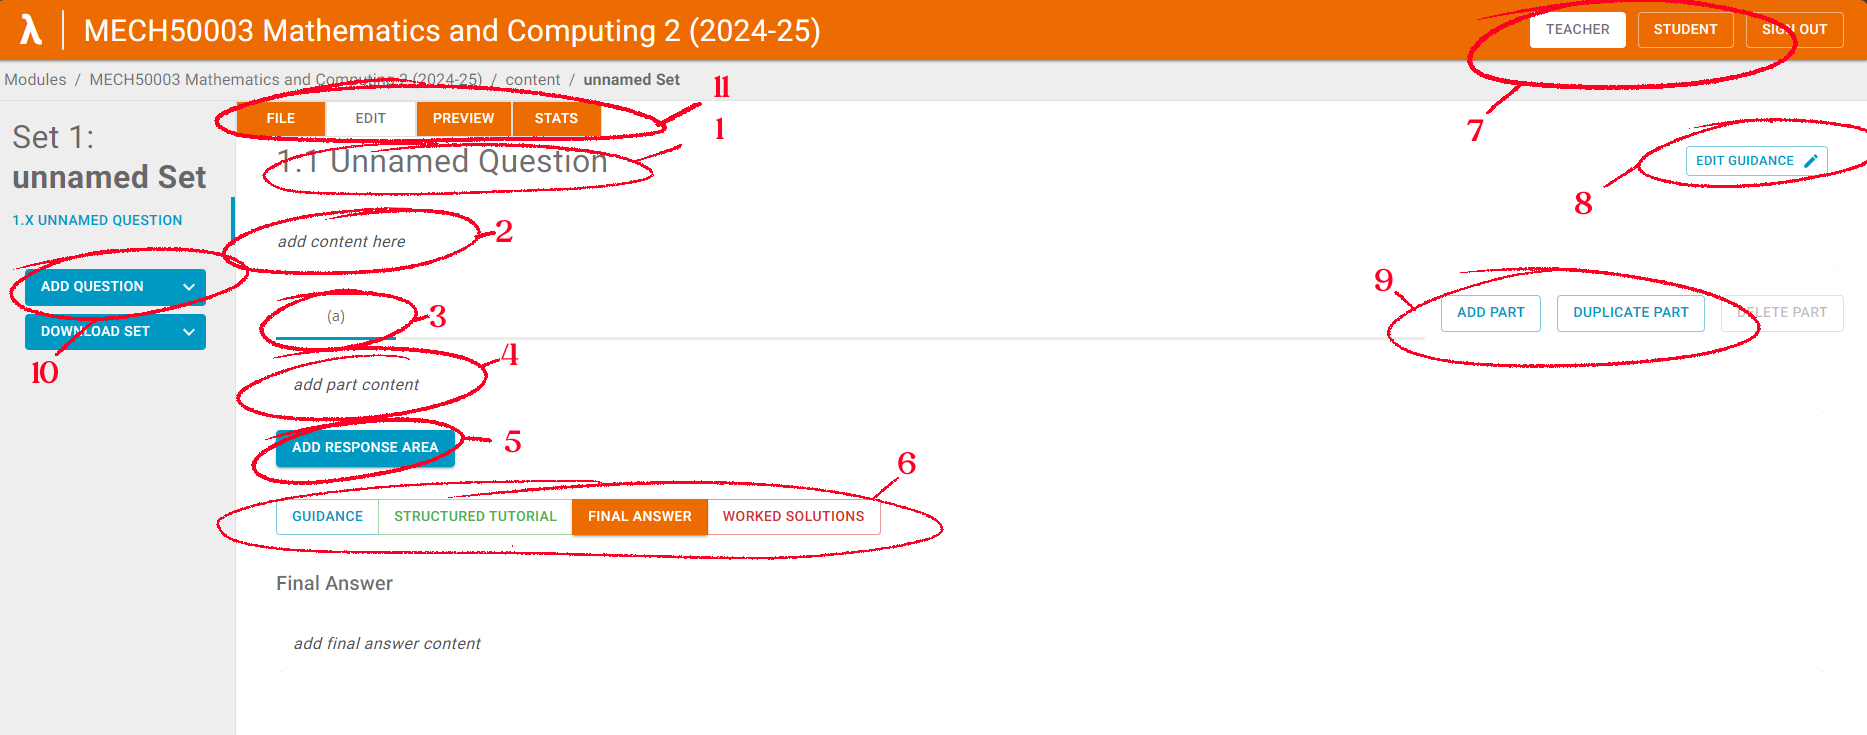 λ MECH50003 Mathematics and Computing 2 (2024-25) TEACHER STUDENT SIGN OUT
Modules / MECH50003 Mathematics and Computing 2 (2024-25) / content / unnamed Set
11
FILE EDIT PREVIEW STATS
1
7
Set 1:
unnamed Set
1.1 Unnamed Question
EDIT GUIDANCE
8
1.X UNNAMED QUESTION
add content here
2
ADD QUESTION
DOWNLOAD SET
10
(a)
3
9
ADD PART DUPLICATE PART DELETE PART
4
add part content
ADD RESPONSE AREA
5
6
GUIDANCE STRUCTURED TUTORIAL FINAL ANSWER WORKED SOLUTIONS
Final Answer
add final answer content